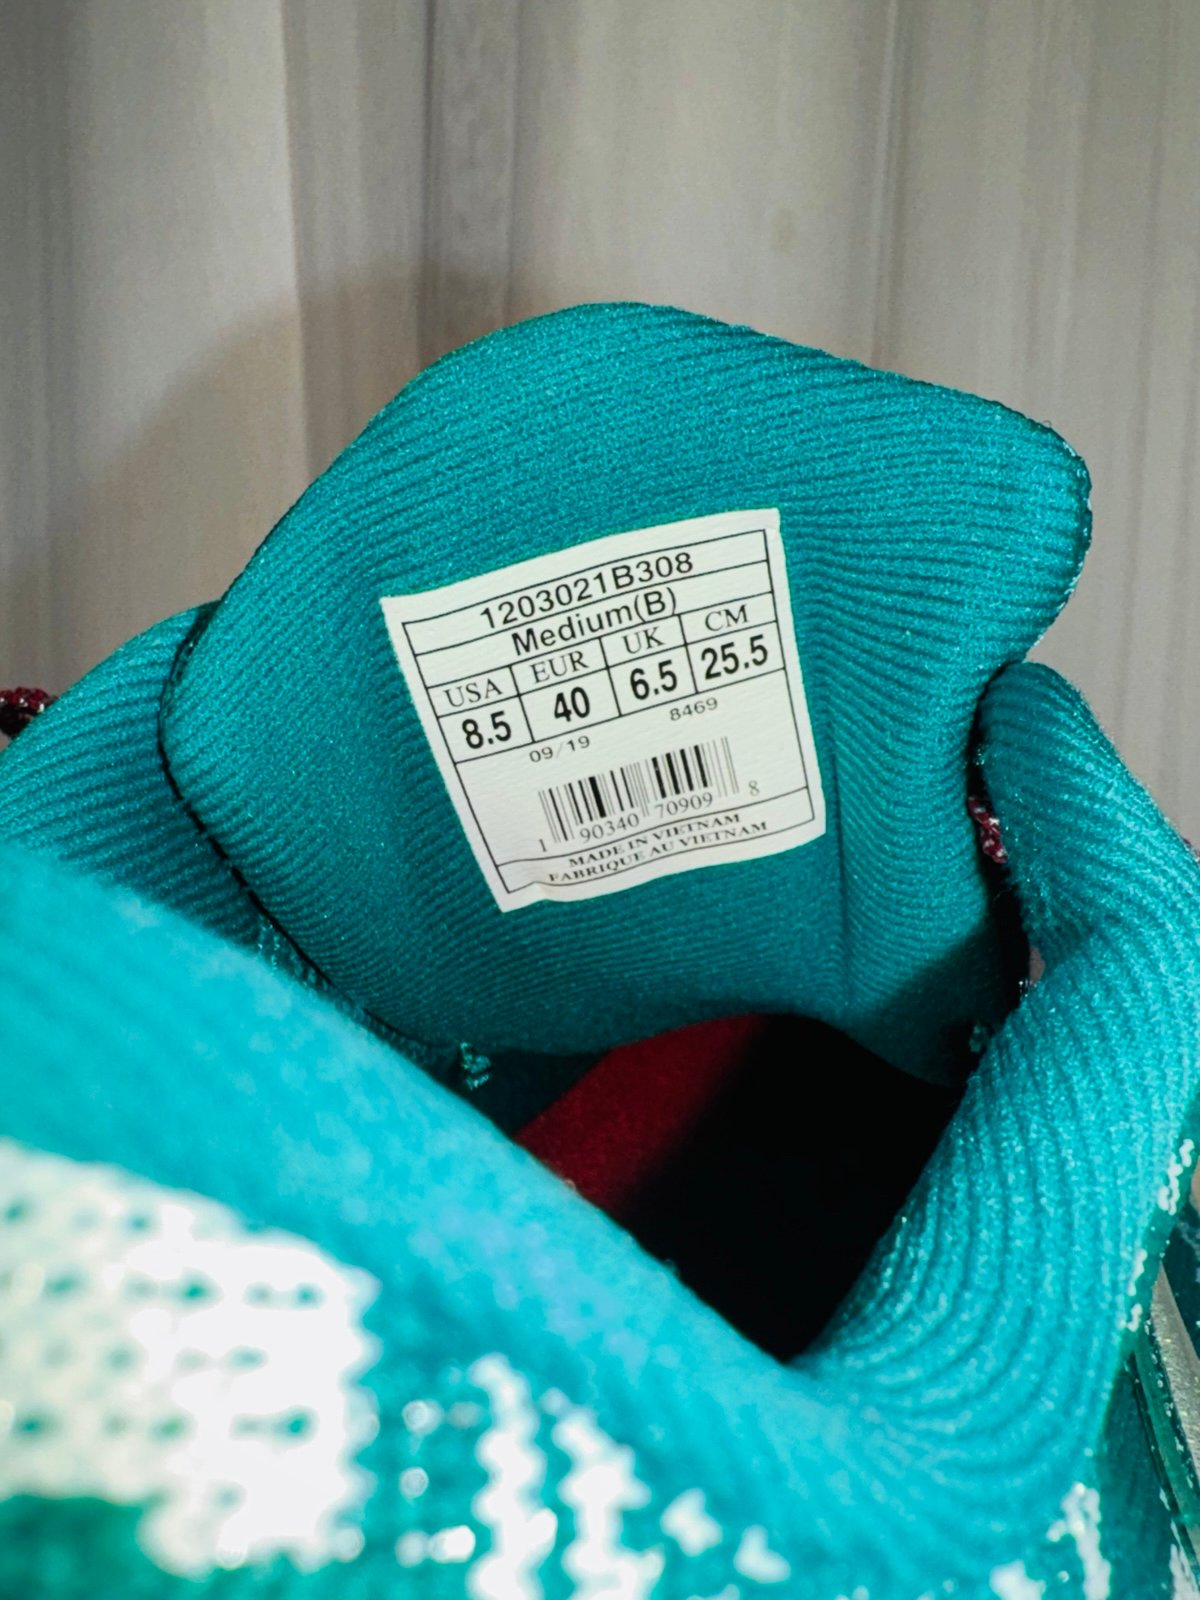 1203021B308
Medium(B)
USA EUR UK CM
8.5 40 6.5 25.5
09/19 8469
1 90340 70909 8
MADE IN VIETNAM
FABRIQUE AU VIETNAM